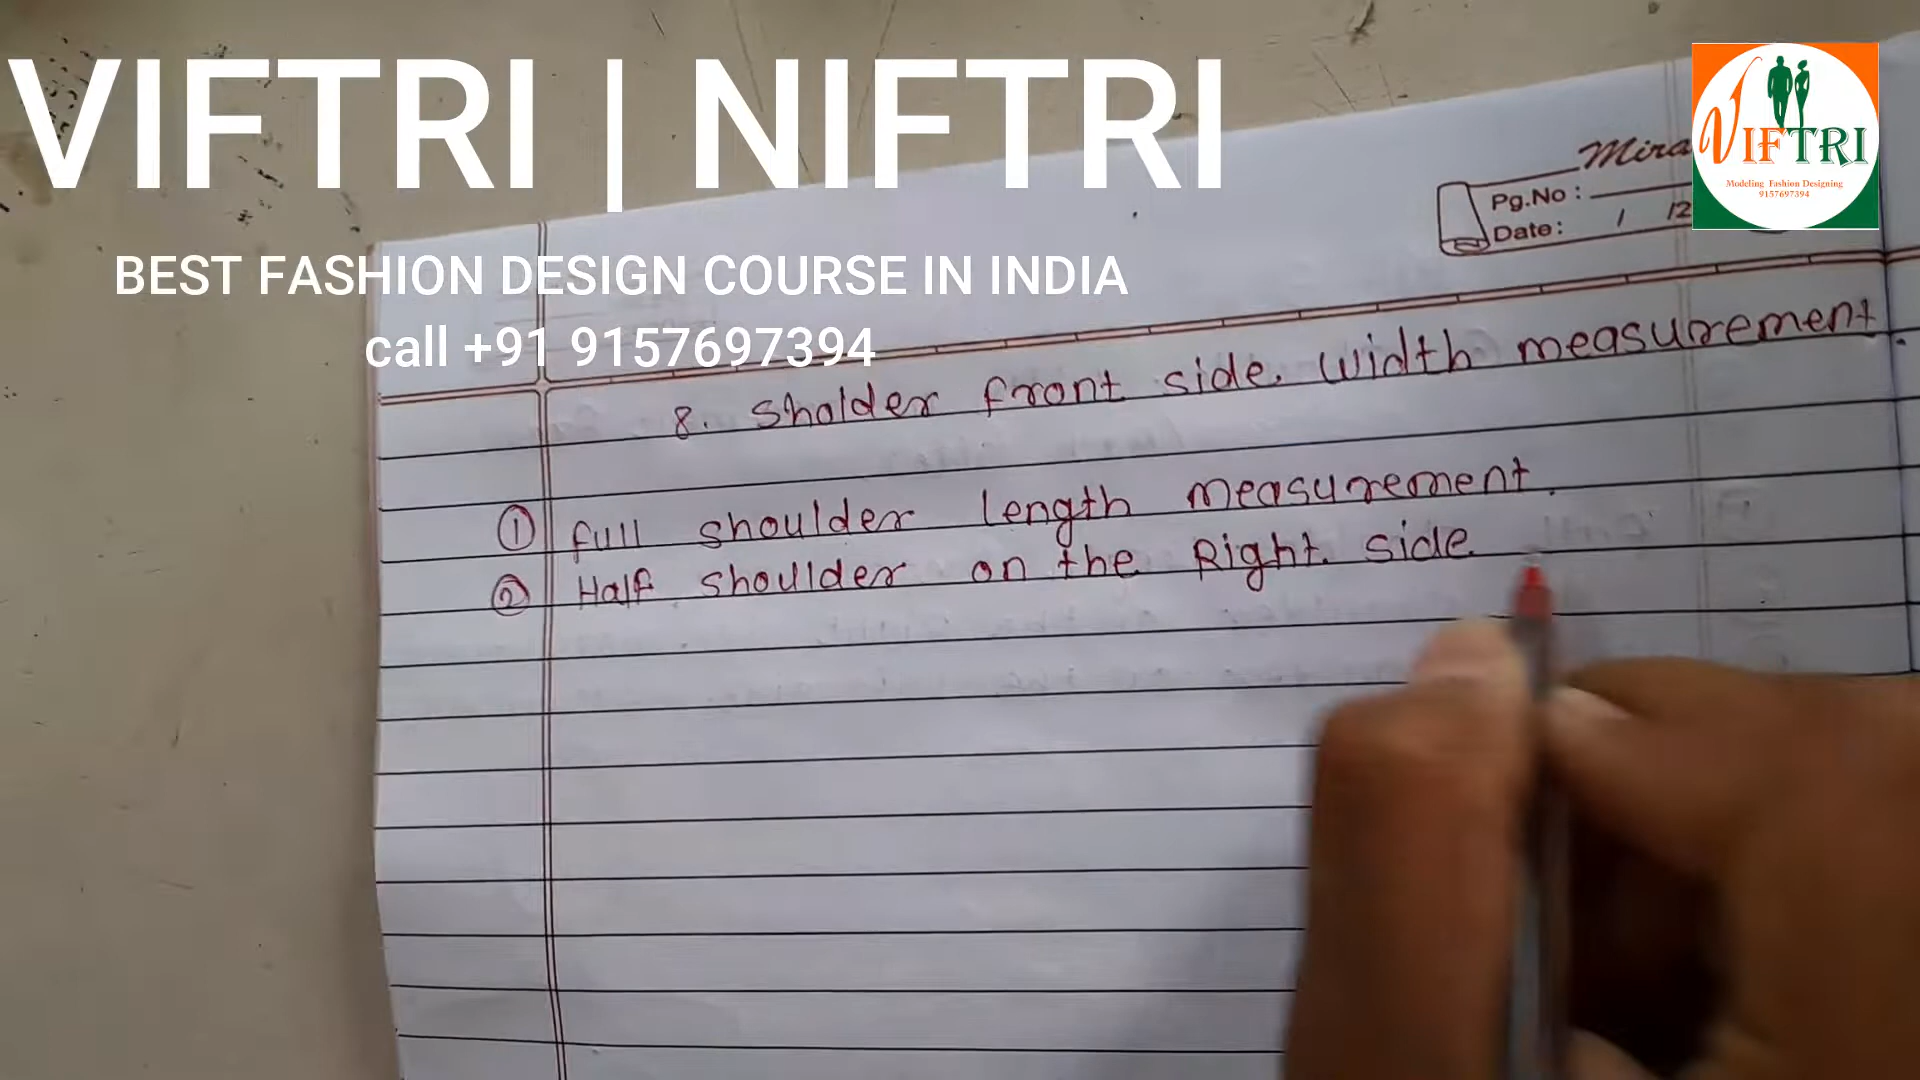 VIFTRI | NIFTRI
BEST FASHION DESIGN COURSE IN INDIA
call +91 9157697394
VIFTRI
Modeling Fashion Designing
9157697394
Mira
Pg.No :
Date: / /2
8. Sholder front side. width measurement.
① full shoulder length measurement.
② Half shoulder on the Right side